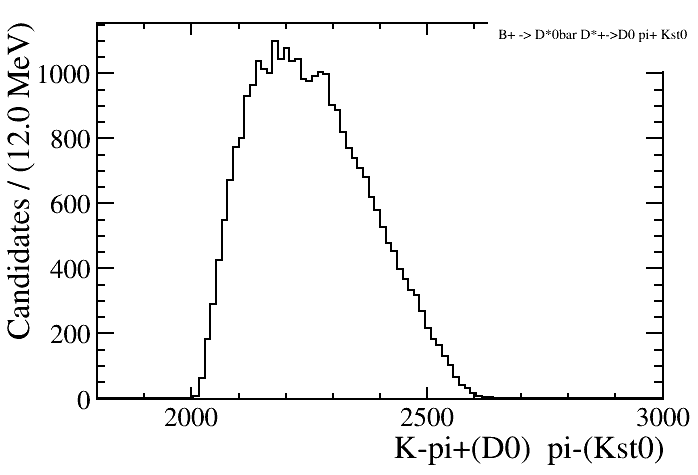 B+ -> D*0bar D*+->D0 pi+ Kst0
Candidates / (12.0 MeV)
1000
800
600
400
200
0
2000 2500 3000
K-pi+(D0) pi-(Kst0)